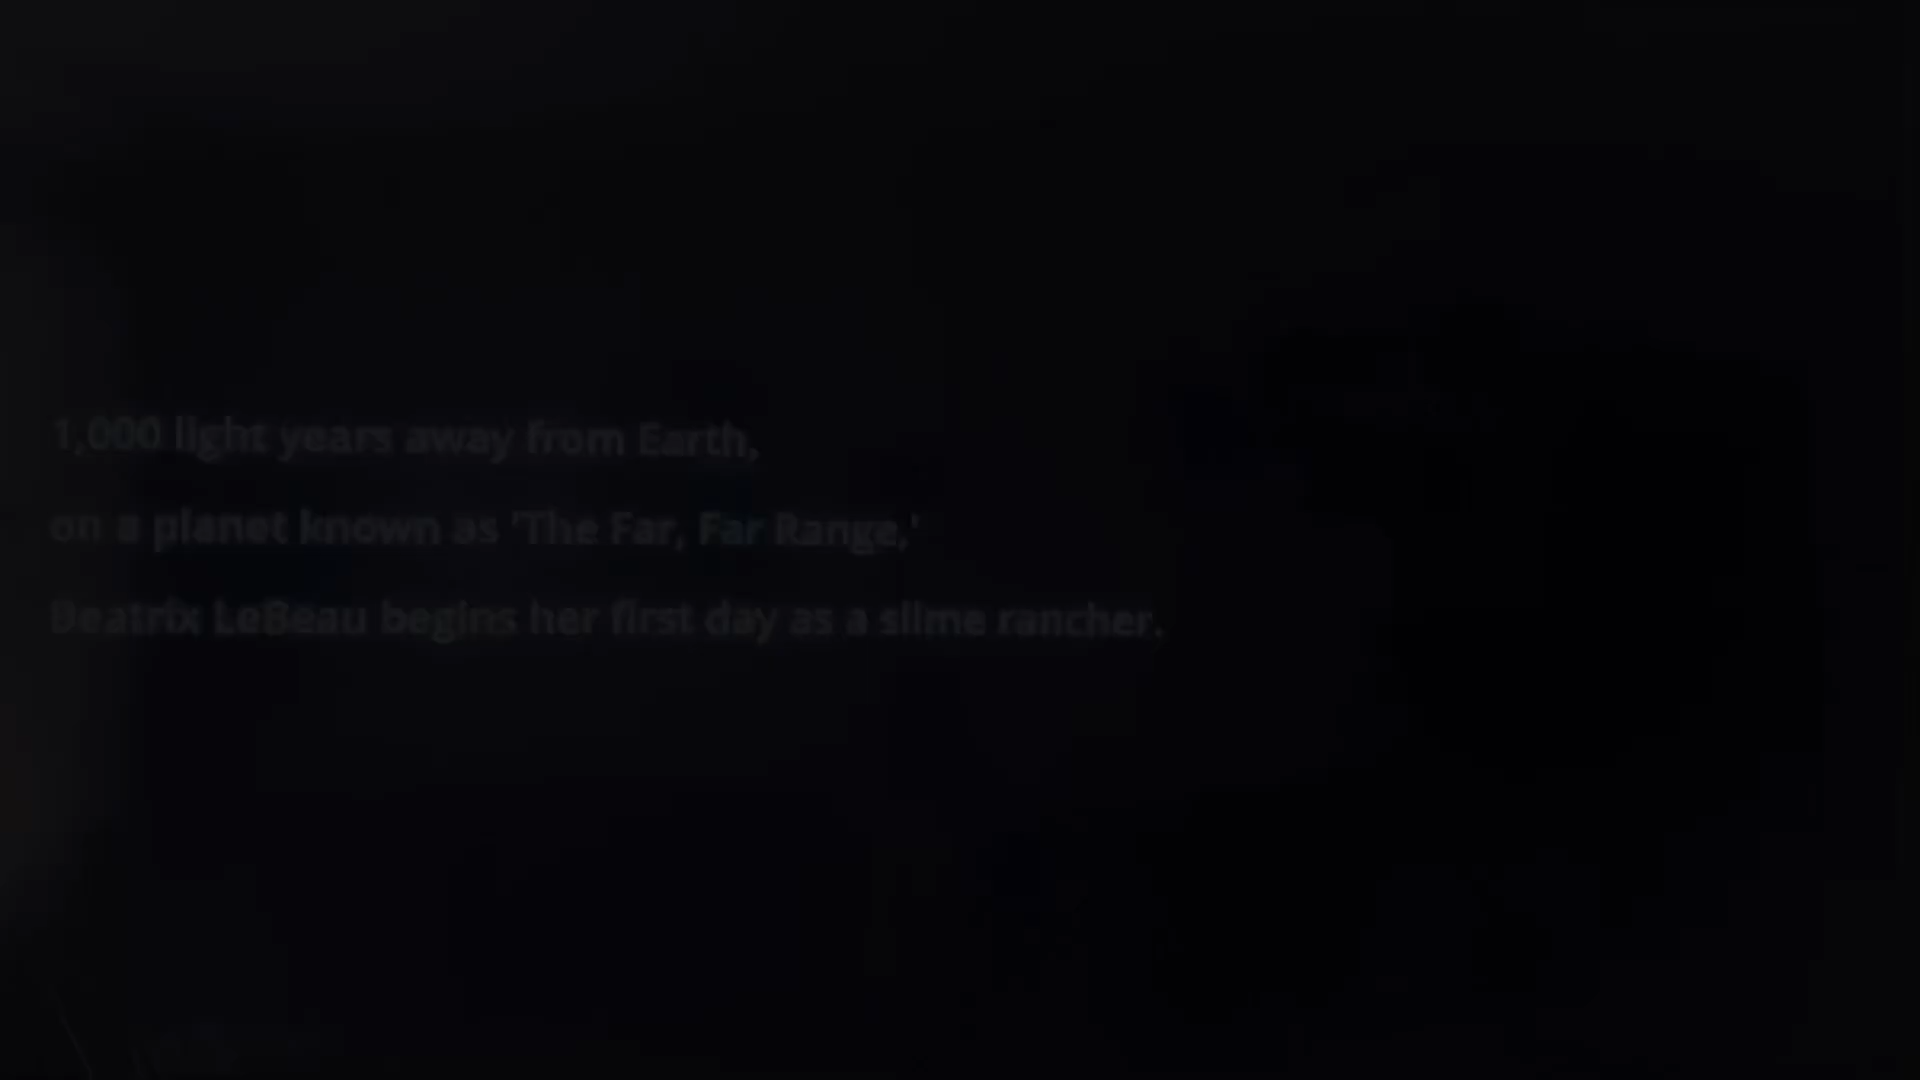 1,000 light years away from Earth,
on a planet known as 'The Far, Far Range,'
Beatrix LeBeau begins her first day as a slime rancher.